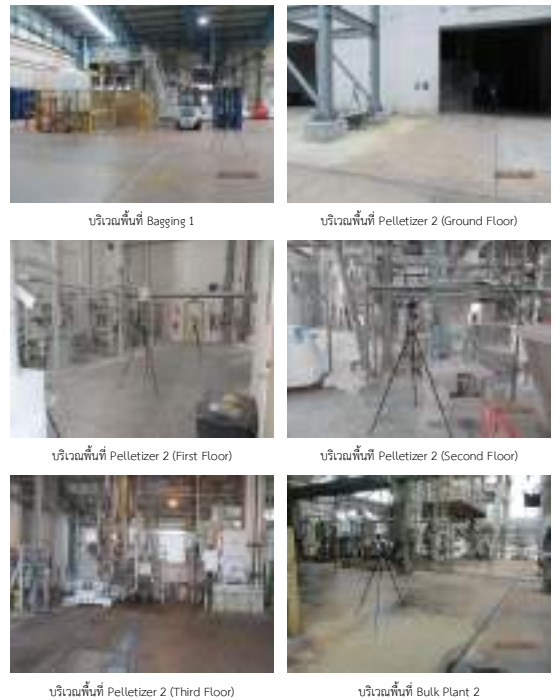 บริเวณพื้นที่ Bagging 1
บริเวณพื้นที่ Pelletizer 2 (Ground Floor)
บริเวณพื้นที่ Pelletizer 2 (First Floor)
บริเวณพื้นที่ Pelletizer 2 (Second Floor)
บริเวณพื้นที่ Pelletizer 2 (Third Floor)
บริเวณพื้นที่ Bulk Plant 2